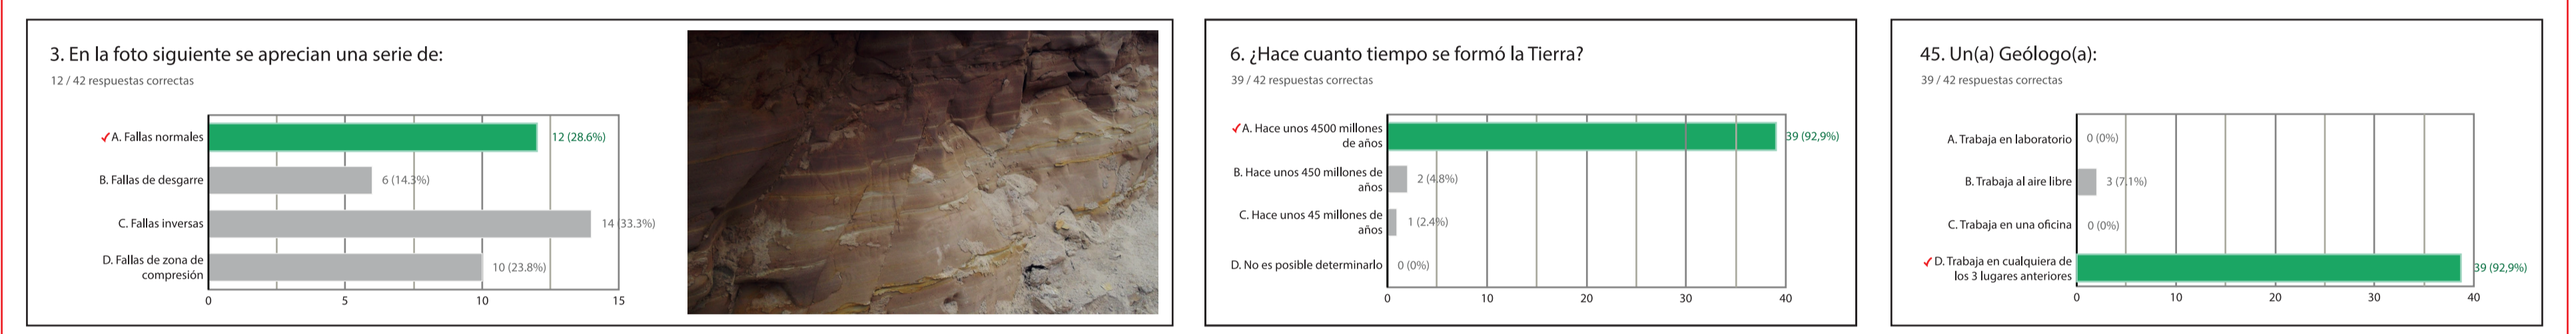 3. En la foto siguiente se aprecian una serie de:
12 / 42 respuestas correctas
✓A. Fallas normales
12 (28.6%)
B. Fallas de desgarre
6 (14.3%)
C. Fallas inversas
14 (33.3%)
D. Fallas de zona de
compresión
10 (23.8%)
0 5 10 15
6. ¿Hace cuanto tiempo se formó la Tierra?
39 / 42 respuestas correctas
✓A. Hace unos 4500 millones
de años
39 (92,9%)
B. Hace unos 450 millones de
años
2 (4.8%)
C. Hace unos 45 millones de
años
1 (2.4%)
D. No es posible determinarlo
0 (0%)
0 10 20 30 40
45. Un(a) Geólogo(a):
39 / 42 respuestas correctas
A. Trabaja en laboratorio
0 (0%)
B. Trabaja al aire libre
3 (7.1%)
C. Trabaja en una oficina
0 (0%)
✓D. Trabaja en cualquiera de
los 3 lugares anteriores
39 (92,9%)
0 10 20 30 40